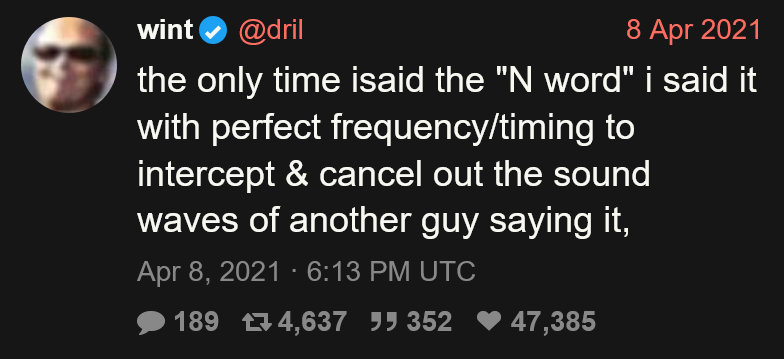 wint @dril 8 Apr 2021
the only time isaid the "N word" i said it
with perfect frequency/timing to
intercept & cancel out the sound
waves of another guy saying it,
Apr 8, 2021 · 6:13 PM UTC
189 4,637 352 47,385